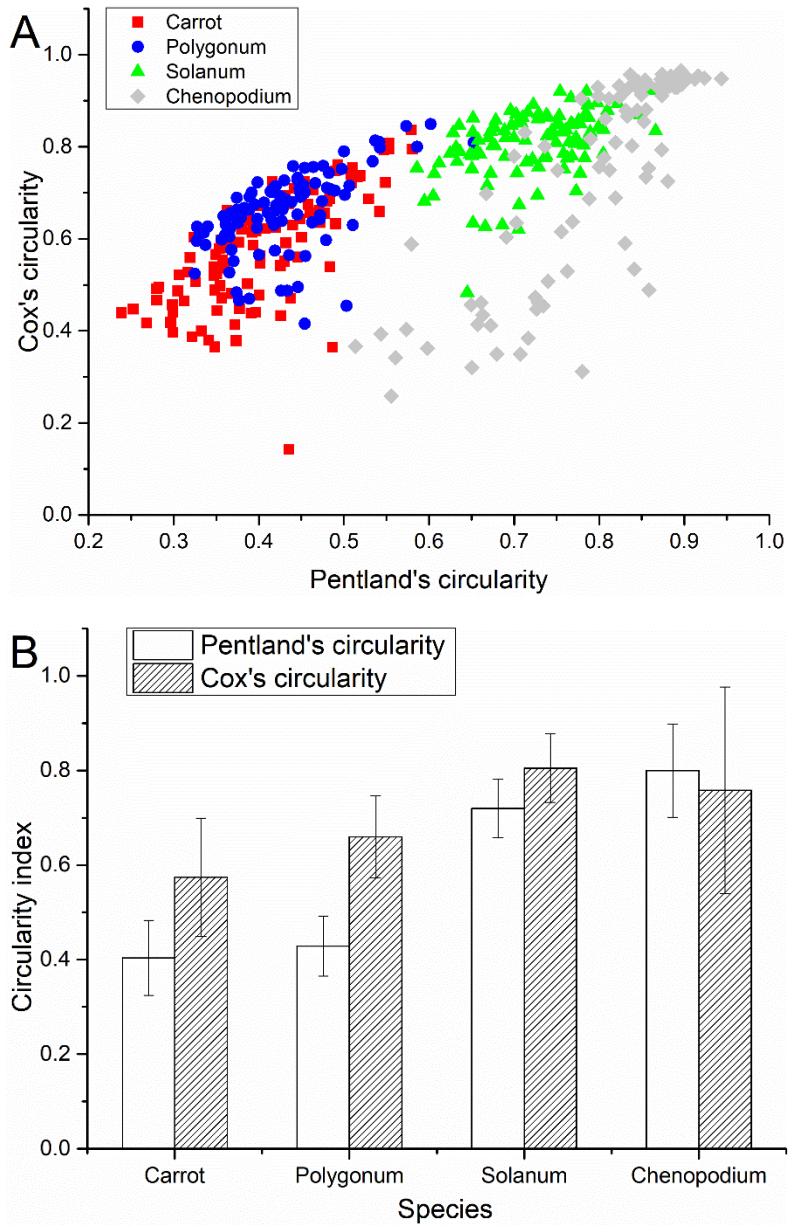 A
Carrot
Polygonum
Solanum
Chenopodium
1.0
0.8
0.6
0.4
0.2
0.0
Cox's circularity
0.2 0.3 0.4 0.5 0.6 0.7 0.8 0.9 1.0
Pentland's circularity
B
Pentland's circularity
Cox's circularity
1.0
0.8
0.6
0.4
0.2
0.0
Circularity index
Carrot Polygonum Solanum Chenopodium
Species